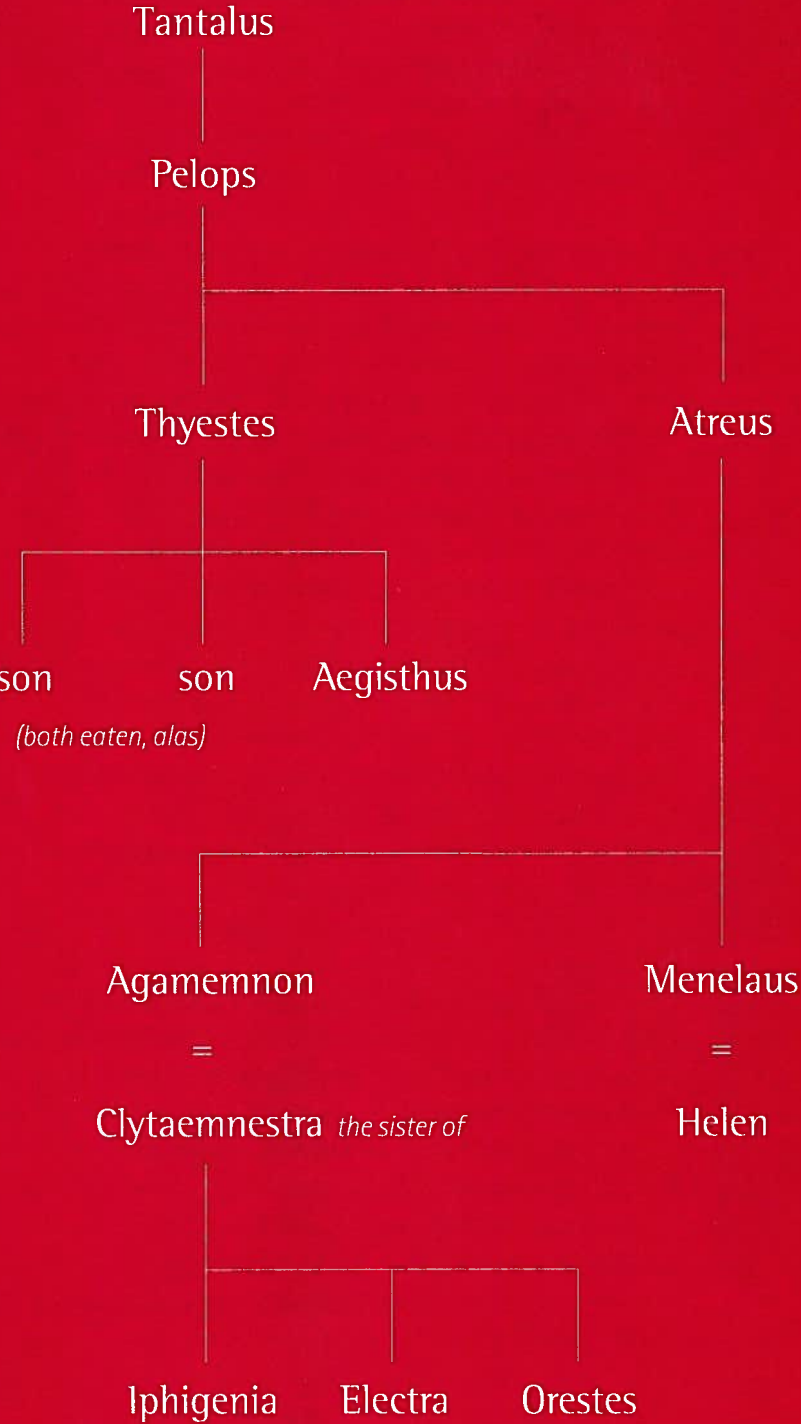 Tantalus
Pelops
Thyestes Atreus
son son Aegisthus
(both eaten, alas)
Agamemnon Menelaus
= =
Clytaemnestra the sister of Helen
Iphigenia Electra Orestes